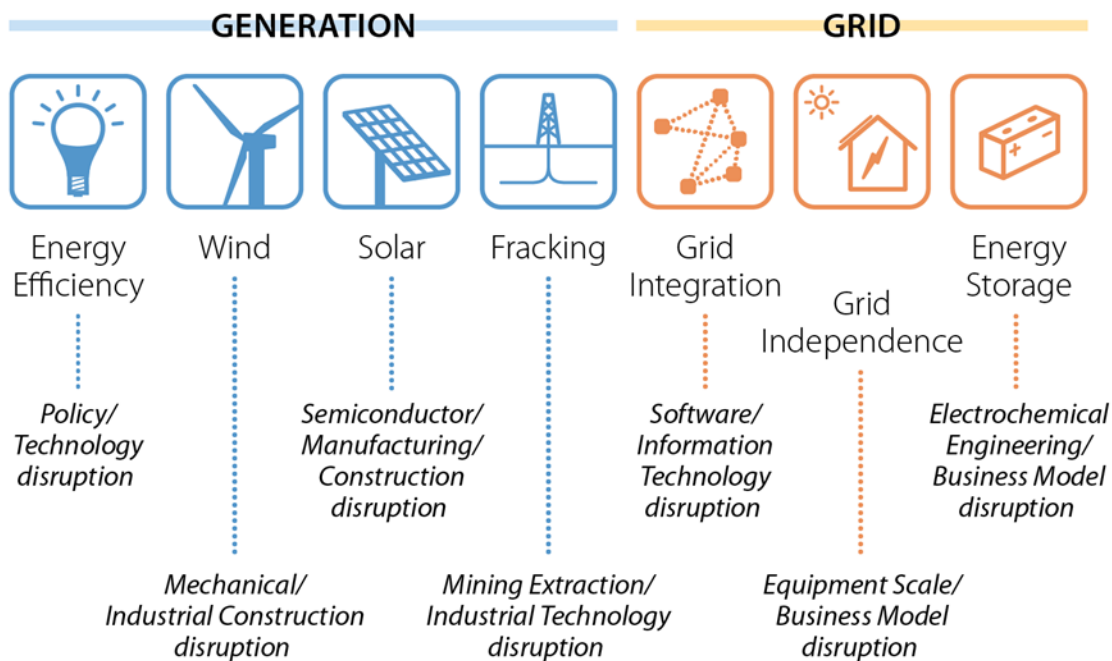 GENERATION
GRID
Energy
Efficiency
Wind
Solar
Fracking
Grid
Integration
Grid
Independence
Energy
Storage
+ -
Policy/
Technology
disruption
Mechanical/
Industrial Construction
disruption
Semiconductor/
Manufacturing/
Construction
disruption
Mining Extraction/
Industrial Technology
disruption
Software/
Information
Technology
disruption
Equipment Scale/
Business Model
disruption
Electrochemical
Engineering/
Business Model
disruption